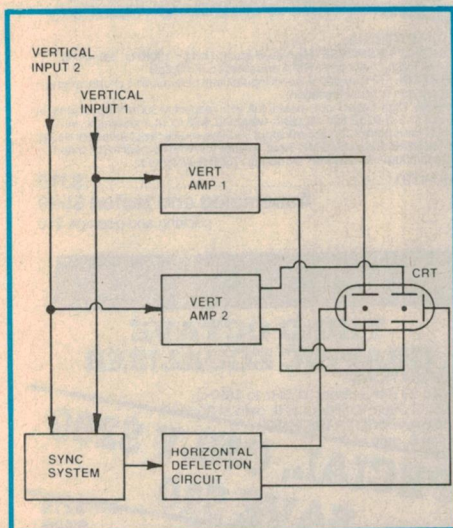 VERTICAL
INPUT 2
VERTICAL
INPUT 1
VERT
AMP 1
CRT
VERT
AMP 2
SYNC
SYSTEM
HORIZONTAL
DEFLECTION
CIRCUIT